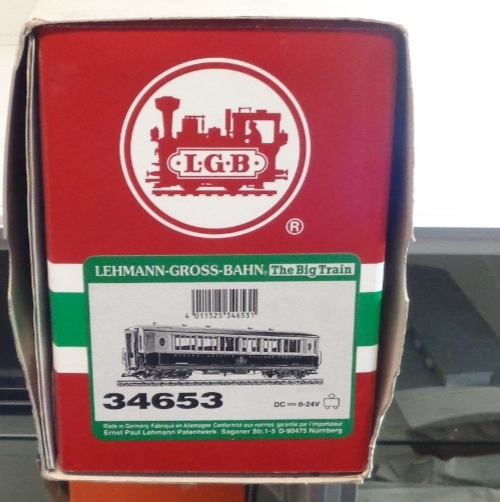 L·G·B
®
LEHMANN-GROSS-BAHN® The Big Train
4 011525 346531
34653 DC 0-24V
Made in Germany Fabriqué en Allemagne Conformité aux normes garantie par l'importateur
Ernst Paul Lehmann Patentwerk Saganer Str.1-5 D-90475 Nürnberg